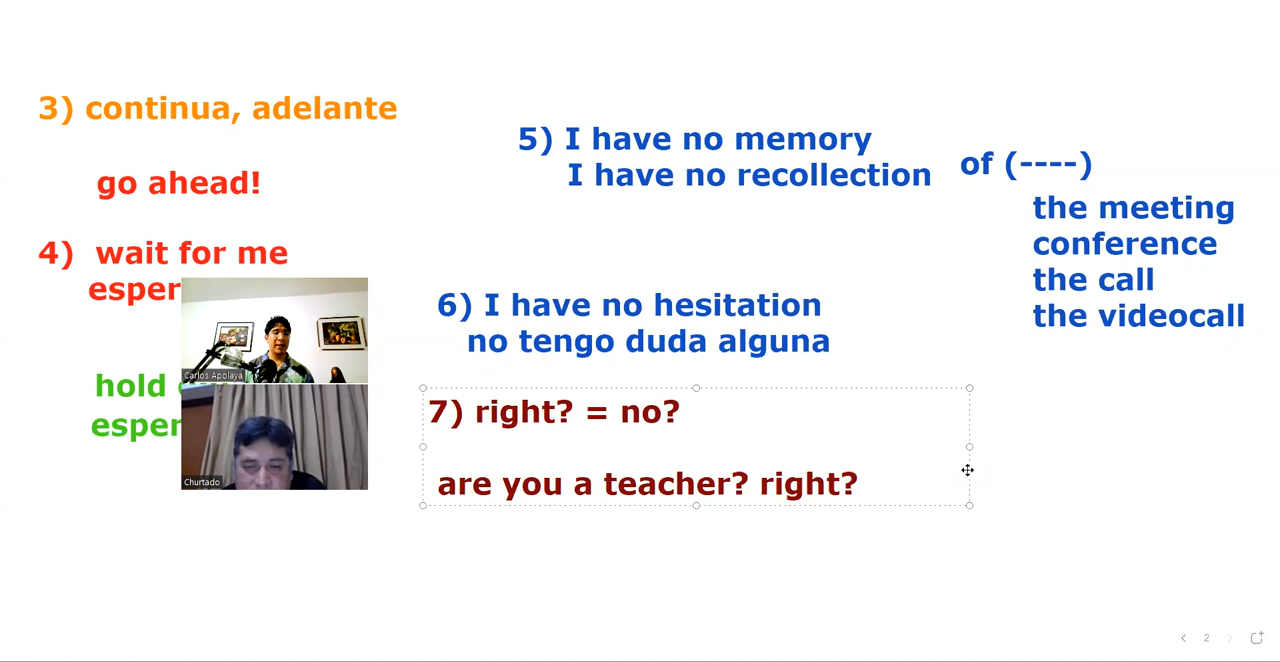 3) continua, adelante
go ahead!
4) wait for me
hold
5) I have no memory
I have no recollection
of (----)
the meeting
conference
the call
the videocall
6) I have no hesitation
no tengo duda alguna
7) right? = no?
are you a teacher? right?
Carlos Apolaya
Churtado
2